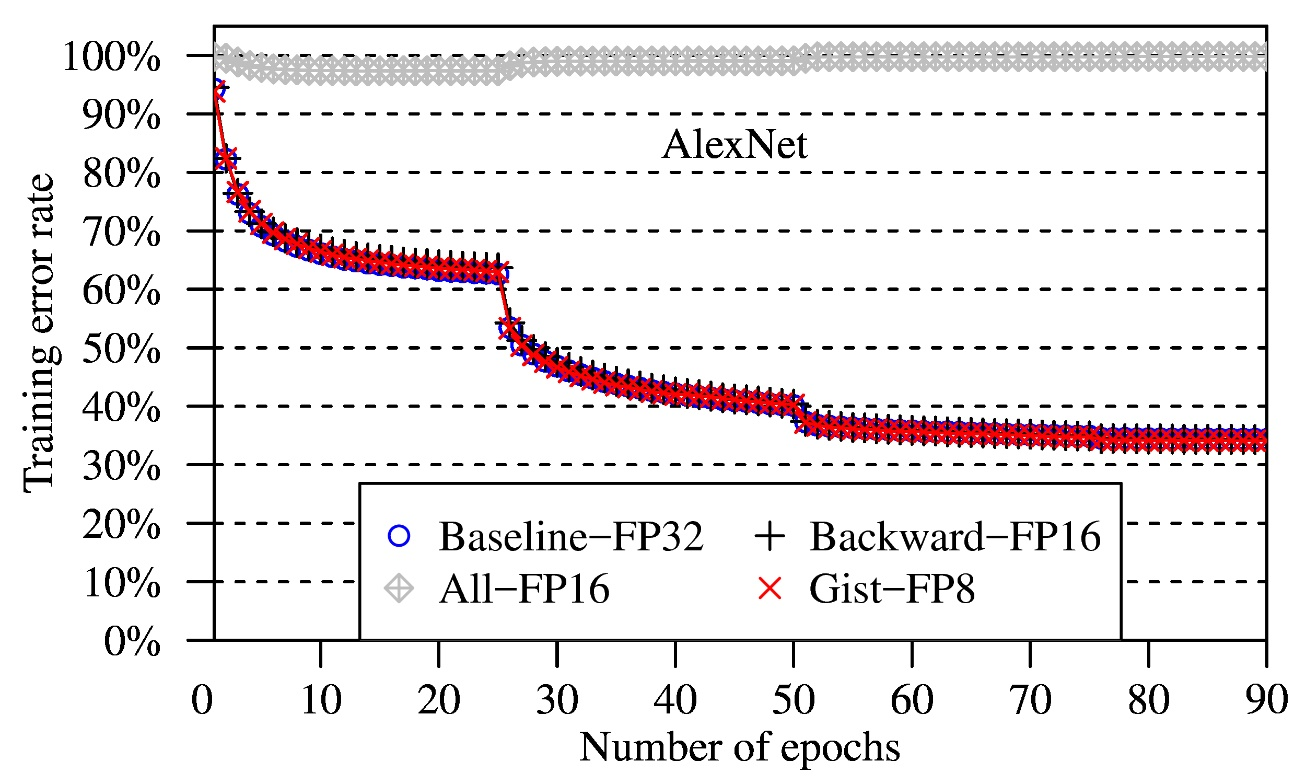 100%
90%
80%
70%
60%
50%
40%
30%
20%
10%
0%
Training error rate
AlexNet
Baseline−FP32
Backward−FP16
All−FP16
Gist−FP8
0 10 20 30 40 50 60 70 80 90
Number of epochs